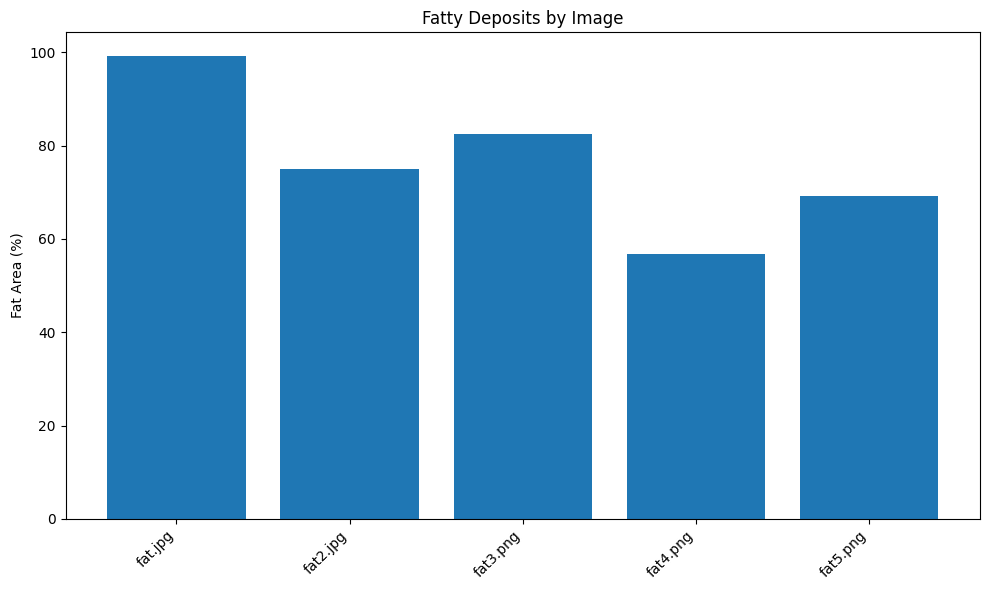 Fatty Deposits by Image
Fat Area (%)
100
80
60
40
20
0
fat.jpg
fat2.jpg
fat3.png
fat4.png
fat5.png